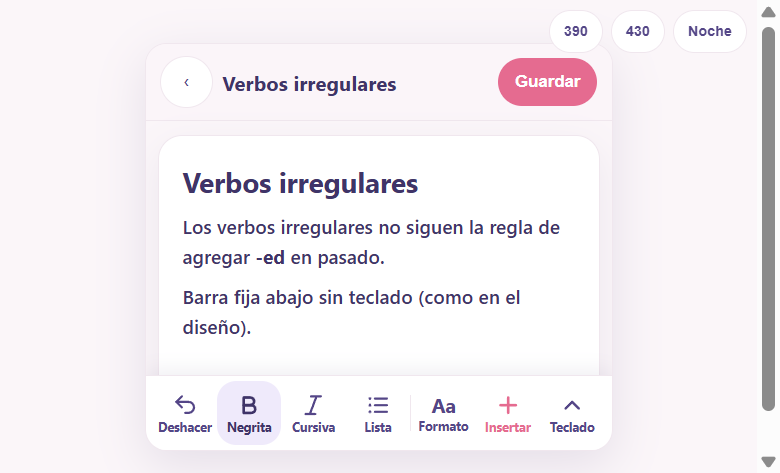 390 430 Noche
‹ Verbos irregulares Guardar
Verbos irregulares
Los verbos irregulares no siguen la regla de
agregar -ed en pasado.
Barra fija abajo sin teclado (como en el
diseño).
B I Aa
Deshacer Negrita Cursiva Lista Formato Insertar Teclado